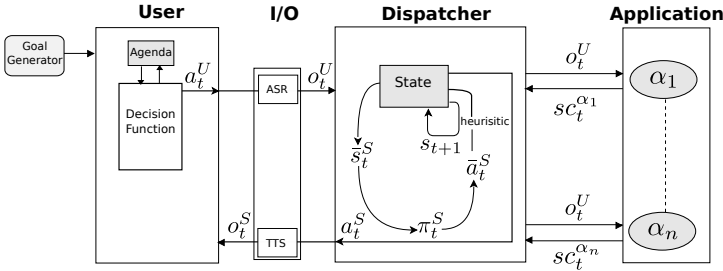 User
I/O
Dispatcher
Application
Goal
Generator
Agenda
Decision
Function
a_t^U
ASR
o_t^U
State
heurisitic
s_{t+1}
s̄_t^S
ā_t^S
π_t^S
o_t^S
TTS
a_t^S
o_t^U
sc_t^{α_1}
α_1
o_t^U
sc_t^{α_n}
α_n